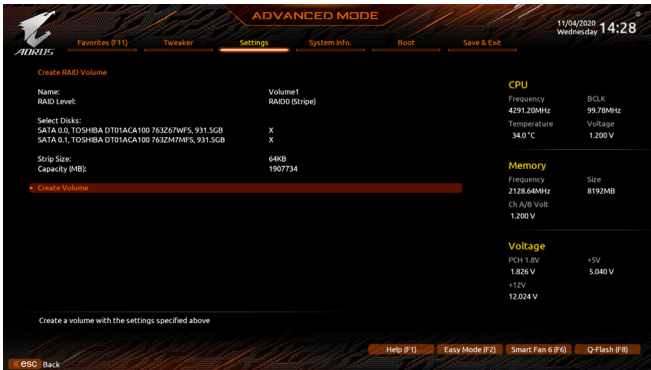 ADVANCED MODE
11/04/2020 Wednesday 14:28
AORUS
Favorites (F11) Tweaker Settings System Info. Boot Save & Exit
Create RAID Volume
Name: Volume1
RAID Level: RAID0 (Stripe)
Select Disks:
SATA 0.0, TOSHIBA DT01ACA100 763Z67WFS, 931.5GB X
SATA 0.1, TOSHIBA DT01ACA100 763ZM7MFS, 931.5GB X
Strip Size: 64KB
Capacity (MB): 1907734
Create Volume
CPU
Frequency BCLK
4291.20MHz 99.78MHz
Temperature Voltage
34.0 °C 1.200 V
Memory
Frequency Size
2128.64MHz 8192MB
Ch A/B Volt
1.200 V
Voltage
PCH 1.8V +5V
1.826 V 5.040 V
+12V
12.024 V
Create a volume with the settings specified above
Help (F1) Easy Mode (F2) Smart Fan 6 (F6) Q-Flash (F8)
esc Back